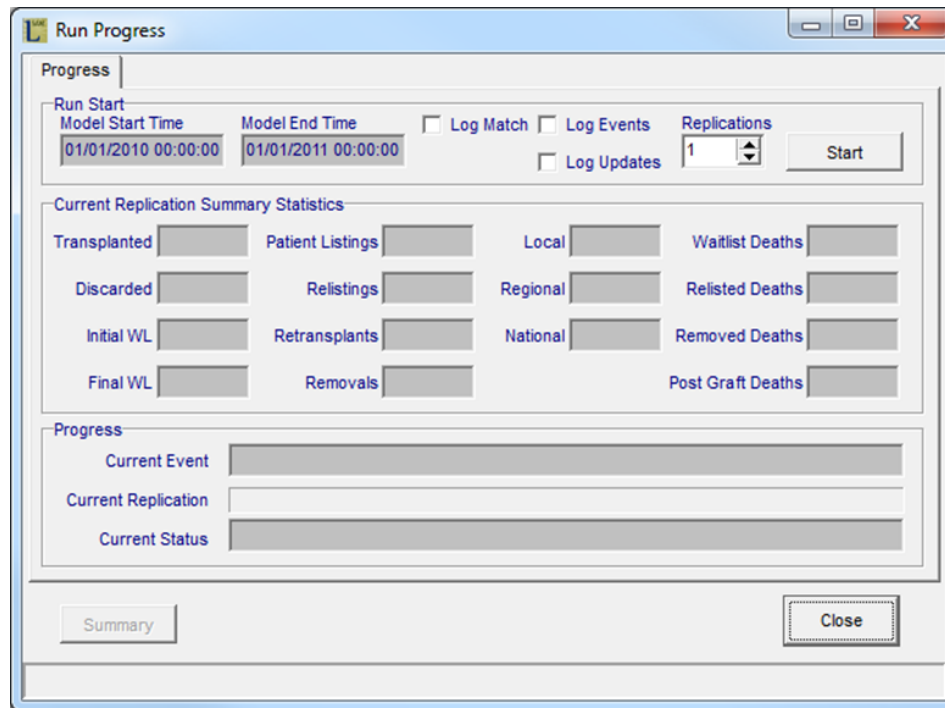 Run Progress
Progress
Run Start
Model Start Time Model End Time Log Match Log Events Replications
01/01/2010 00:00:00 01/01/2011 00:00:00 1 Start
Log Updates
Current Replication Summary Statistics
Transplanted Patient Listings Local Waitlist Deaths
Discarded Relistings Regional Relisted Deaths
Initial WL Retransplants National Removed Deaths
Final WL Removals Post Graft Deaths
Progress
Current Event
Current Replication
Current Status
Summary Close